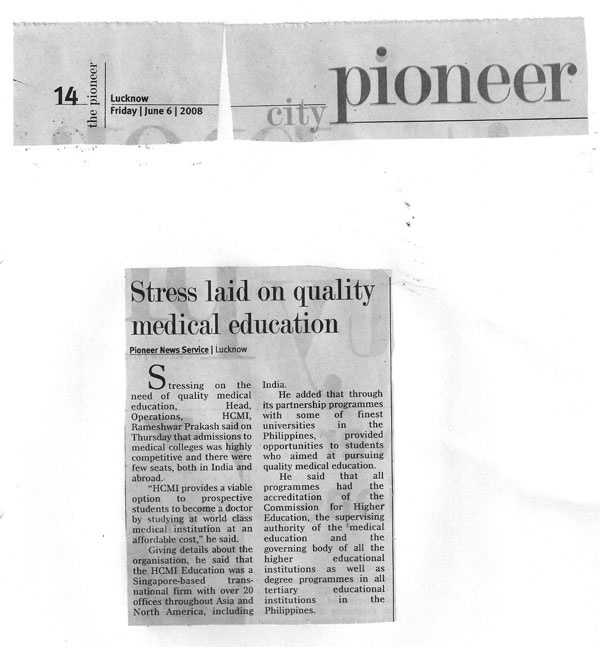 14
the pioneer
Lucknow
Friday | June 6 | 2008
city
pioneer
Stress laid on quality
medical education
Pioneer News Service | Lucknow
Stressing on the
need of quality medical
education, Head,
Operations, HCMI,
Rameshwar Prakash said on
Thursday that admissions to
medical colleges was highly
competitive and there were
few seats, both in India and
abroad.
“HCMI provides a viable
option to prospective
students to become a doctor
by studying at world class
medical institution at an
affordable cost,” he said.
Giving details about the
organisation, he said that
the HCMI Education was a
Singapore-based trans-
national firm with over 20
offices throughout Asia and
North America, including
India.
He added that through
its partnership programmes
with some of finest
universities in the
Philippines, provided
opportunities to students
who aimed at pursuing
quality medical education.
He said that all
programmes had the
accreditation of the
Commission for Higher
Education, the supervising
authority of the medical
education and the
governing body of all the
higher educational
institutions as well as
degree programmes in all
tertiary educational
institutions in the
Philippines.